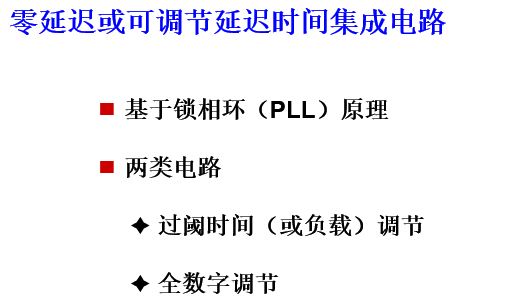 零延迟或可调节延迟时间集成电路
基于锁相环（PLL）原理
两类电路
过阈时间（或负载）调节
全数字调节